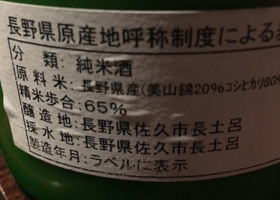 長野県原産地呼称制度による
分　類：純米酒
原料米：長野県産(美山錦20%コシヒカリ80%
精米歩合：65%
醸造地：長野県佐久市長土呂
採水地：長野県佐久市長土呂
製造年月：ラベルに表示